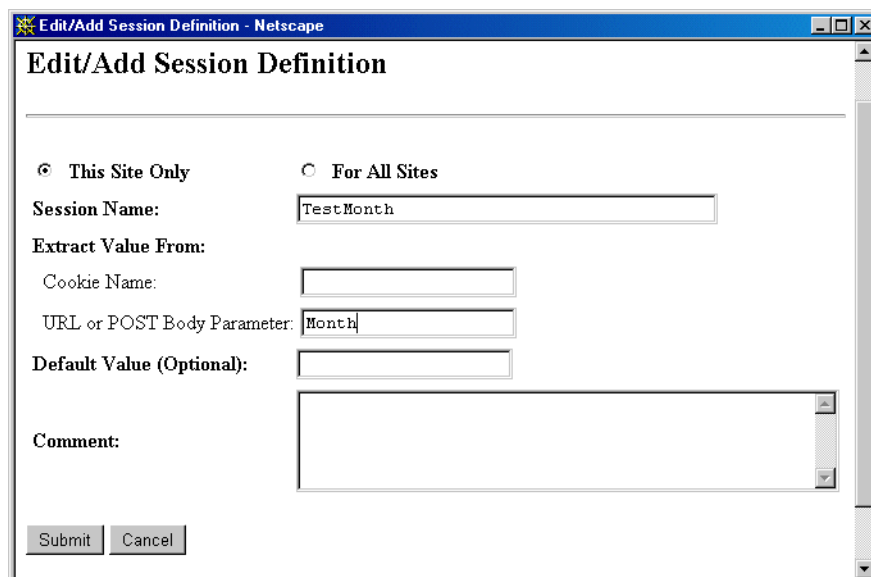 Edit/Add Session Definition - Netscape
Edit/Add Session Definition
This Site Only For All Sites
Session Name: TestMonth
Extract Value From:
Cookie Name:
URL or POST Body Parameter: Month
Default Value (Optional):
Comment:
Submit Cancel